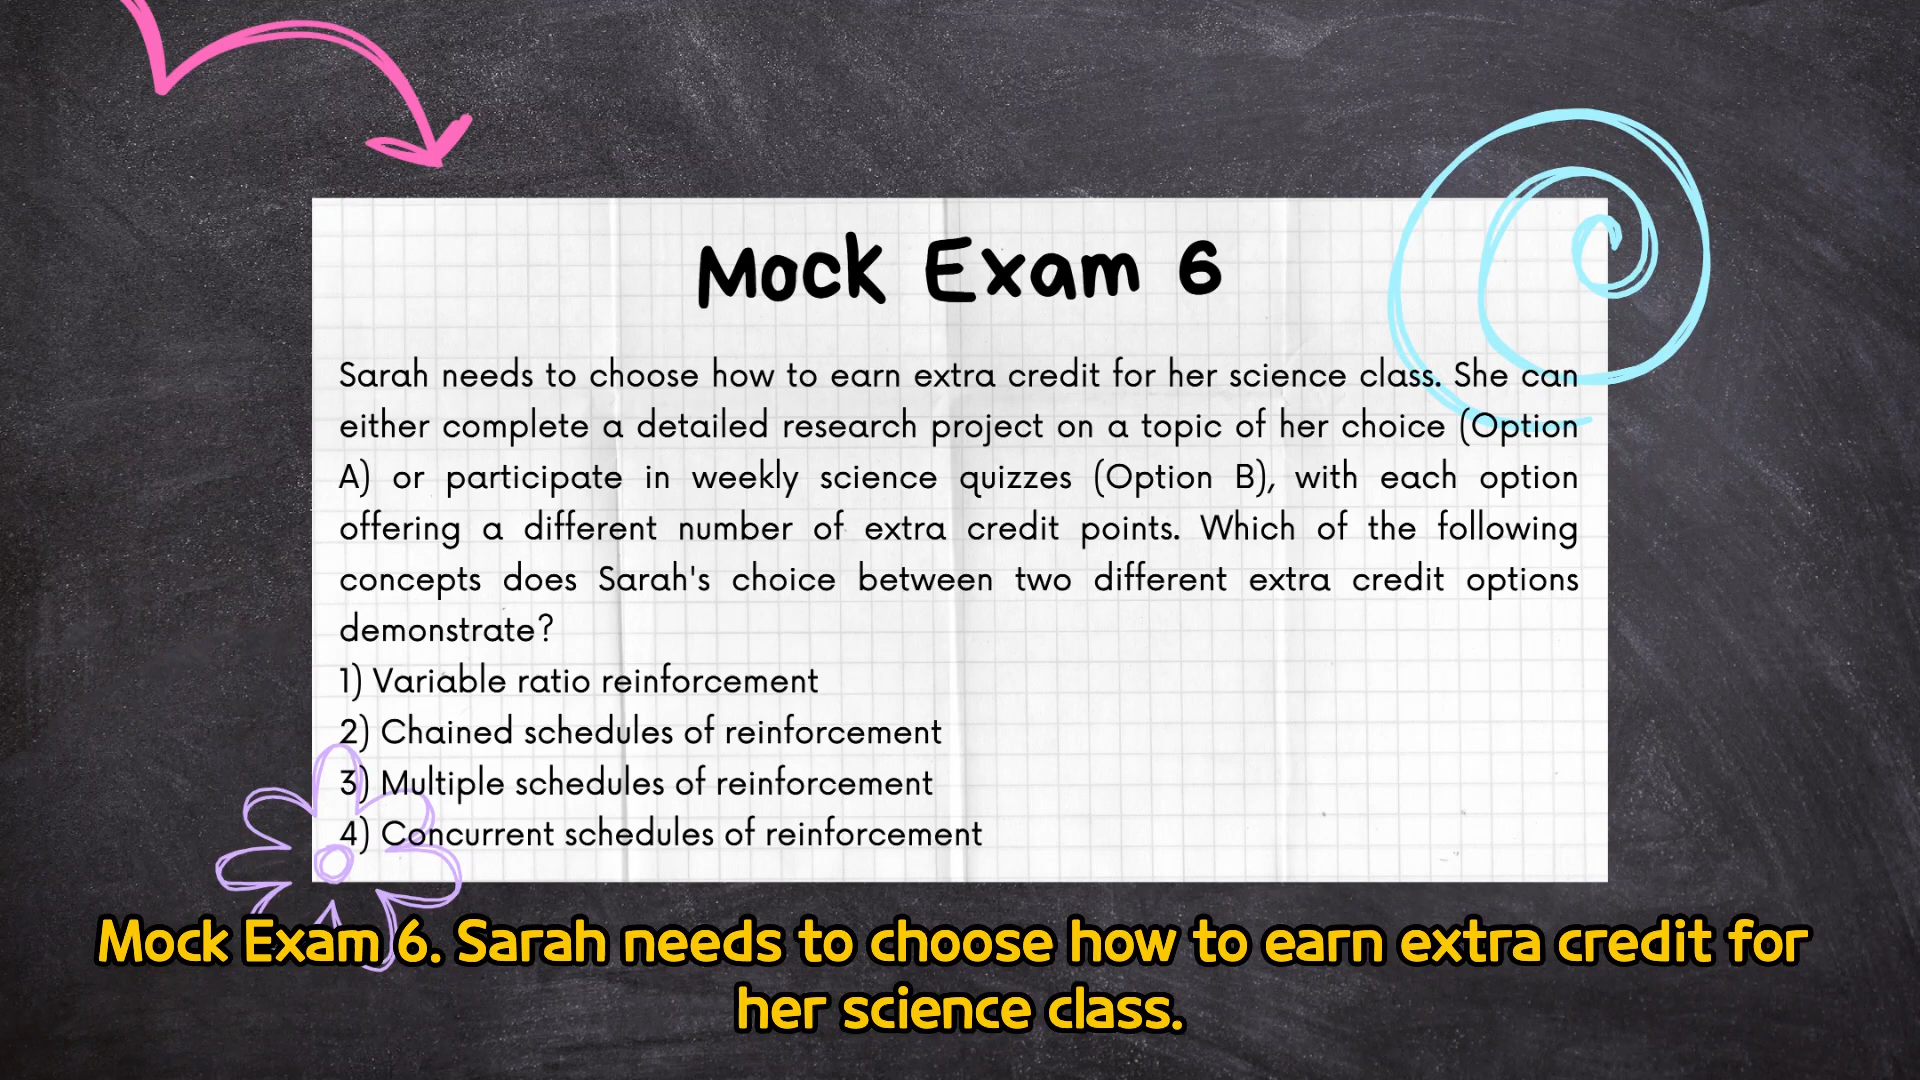 Mock Exam 6
Sarah needs to choose how to earn extra credit for her science class. She can
either complete a detailed research project on a topic of her choice (Option
A) or participate in weekly science quizzes (Option B), with each option
offering a different number of extra credit points. Which of the following
concepts does Sarah's choice between two different extra credit options
demonstrate?
1) Variable ratio reinforcement
2) Chained schedules of reinforcement
3) Multiple schedules of reinforcement
4) Concurrent schedules of reinforcement
Mock Exam 6. Sarah needs to choose how to earn extra credit for
her science class.